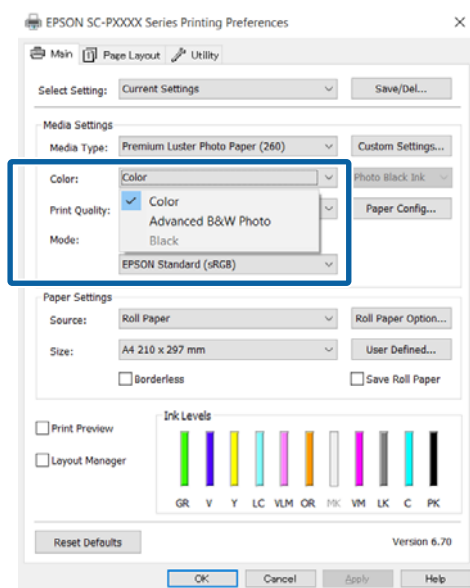 EPSON SC-PXXXX Series Printing Preferences
Main Page Layout Utility
Select Setting: Current Settings Save/Del...
Media Settings
Media Type: Premium Luster Photo Paper (260) Custom Settings...
Color: Color Photo Black Ink
Color
Print Quality: Paper Config...
Advanced B&W Photo
Mode:
Black
EPSON Standard (sRGB)
Paper Settings
Source: Roll Paper Roll Paper Option...
Size: A4 210 x 297 mm User Defined...
Borderless Save Roll Paper
Print Preview
Layout Manager
Ink Levels
GR V Y LC VLM OR MK VM LK C PK
Reset Defaults Version 6.70
OK Cancel Apply Help